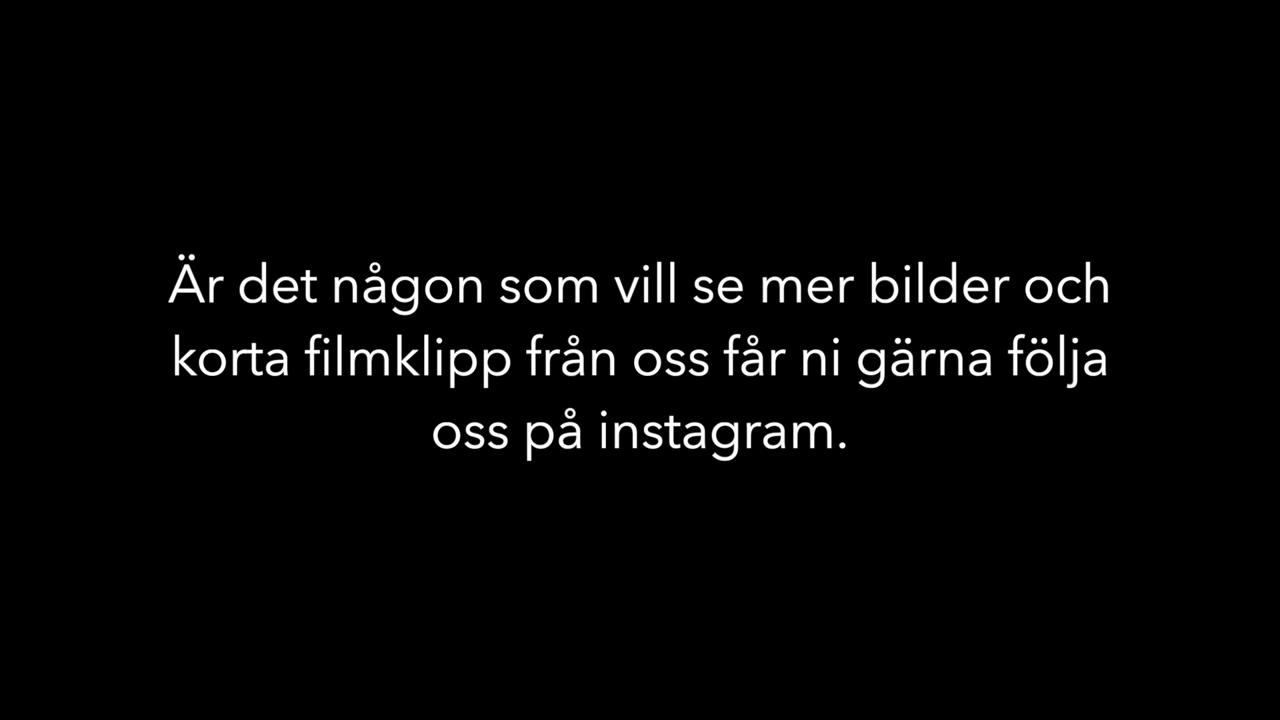 Är det någon som vill se mer bilder och
korta filmklipp från oss får ni gärna följa
oss på instagram.